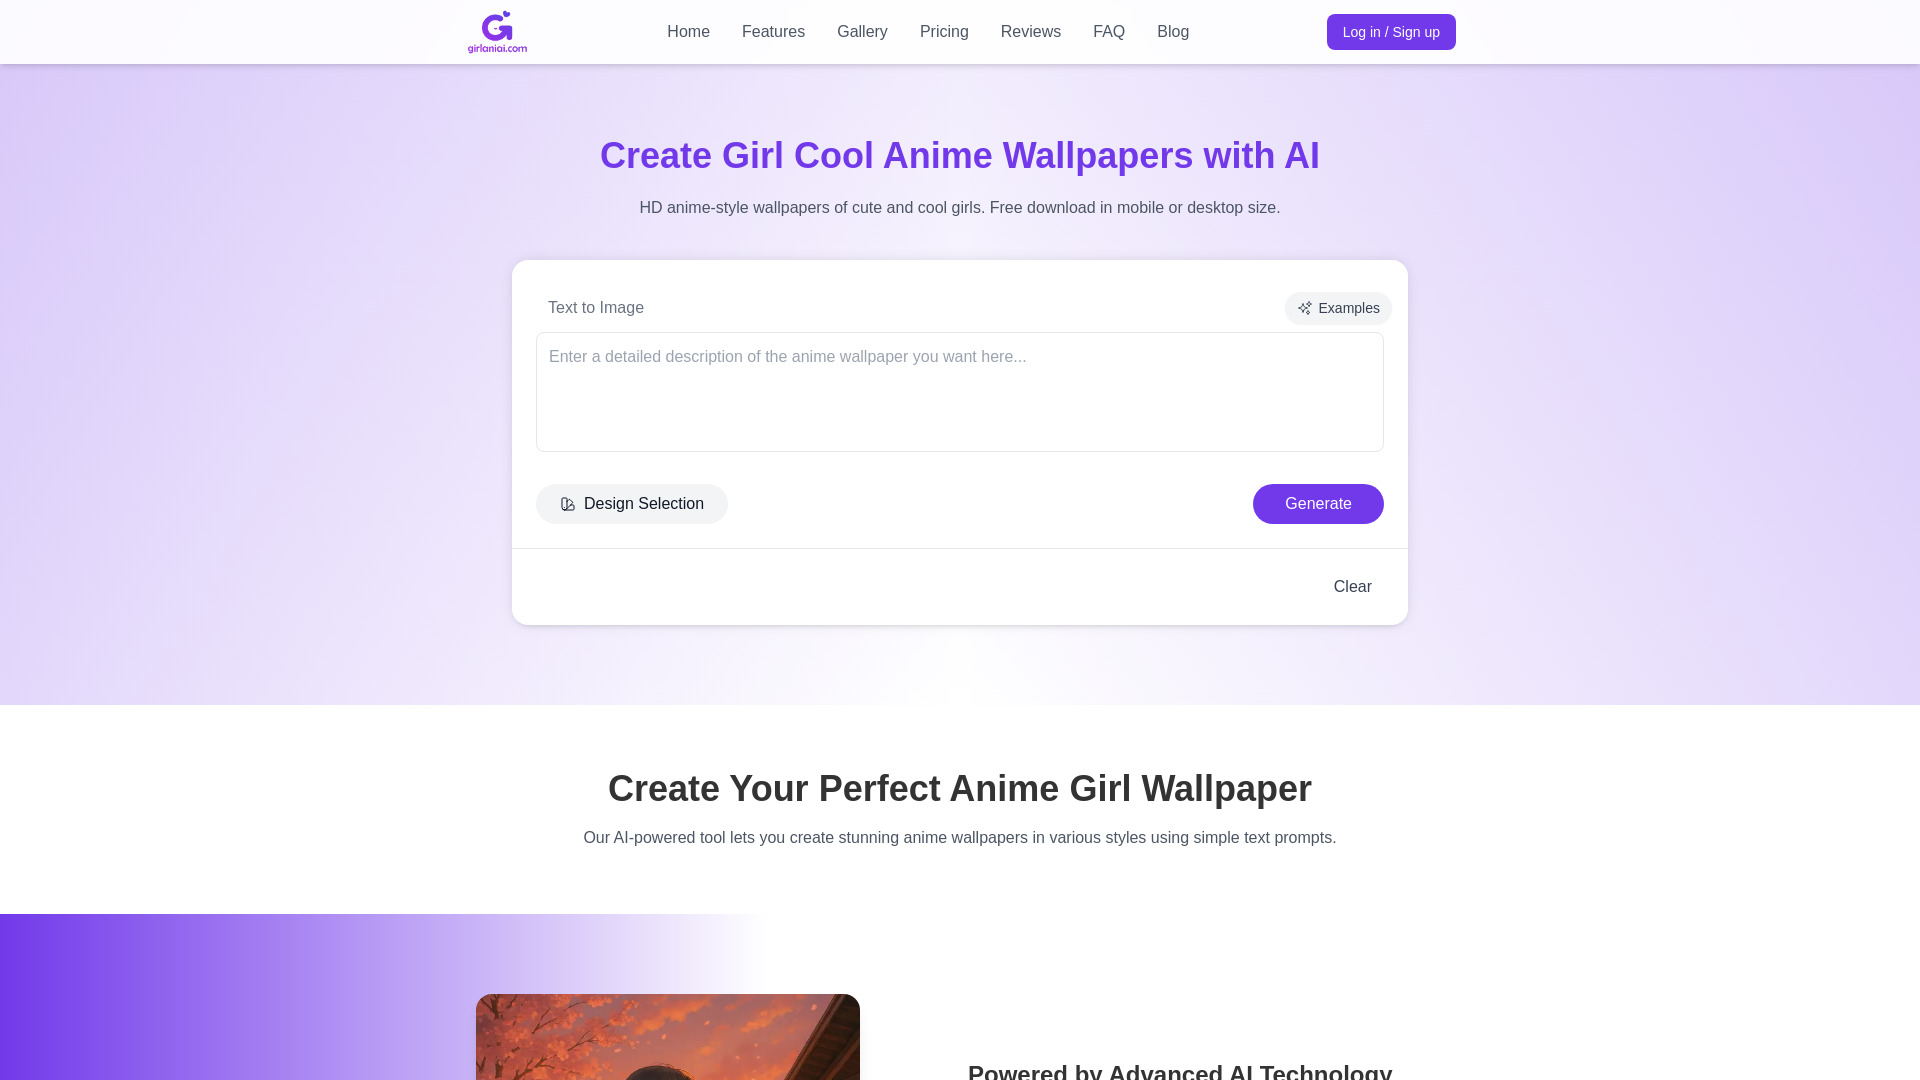 girlaniai.com
Home
Features
Gallery
Pricing
Reviews
FAQ
Blog
Log in / Sign up
Create Girl Cool Anime Wallpapers with AI
HD anime-style wallpapers of cute and cool girls. Free download in mobile or desktop size.
Text to Image
Examples
Enter a detailed description of the anime wallpaper you want here...
Design Selection
Generate
Clear
Create Your Perfect Anime Girl Wallpaper
Our AI-powered tool lets you create stunning anime wallpapers in various styles using simple text prompts.
Powered by Advanced AI Technology